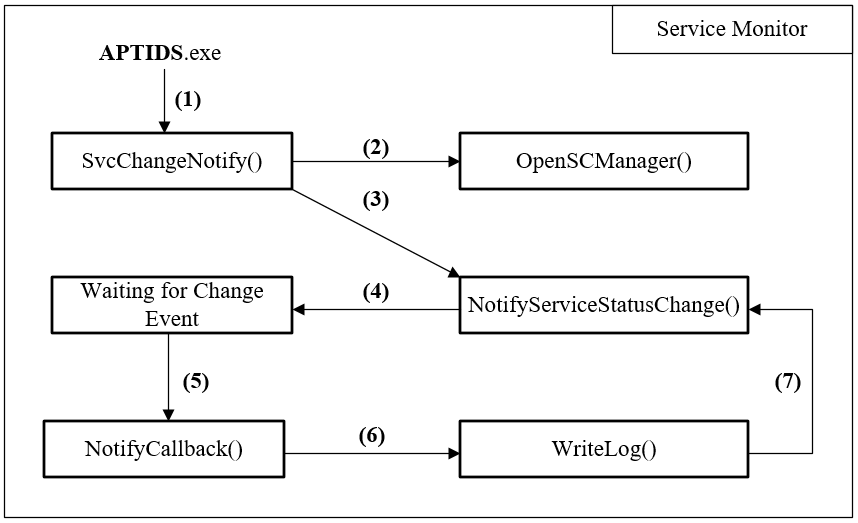 Service Monitor
APTIDS.exe
(1)
SvcChangeNotify()
(2)
OpenSCManager()
(3)
Waiting for Change
Event
(4)
NotifyServiceStatusChange()
(5)
(7)
NotifyCallback()
(6)
WriteLog()